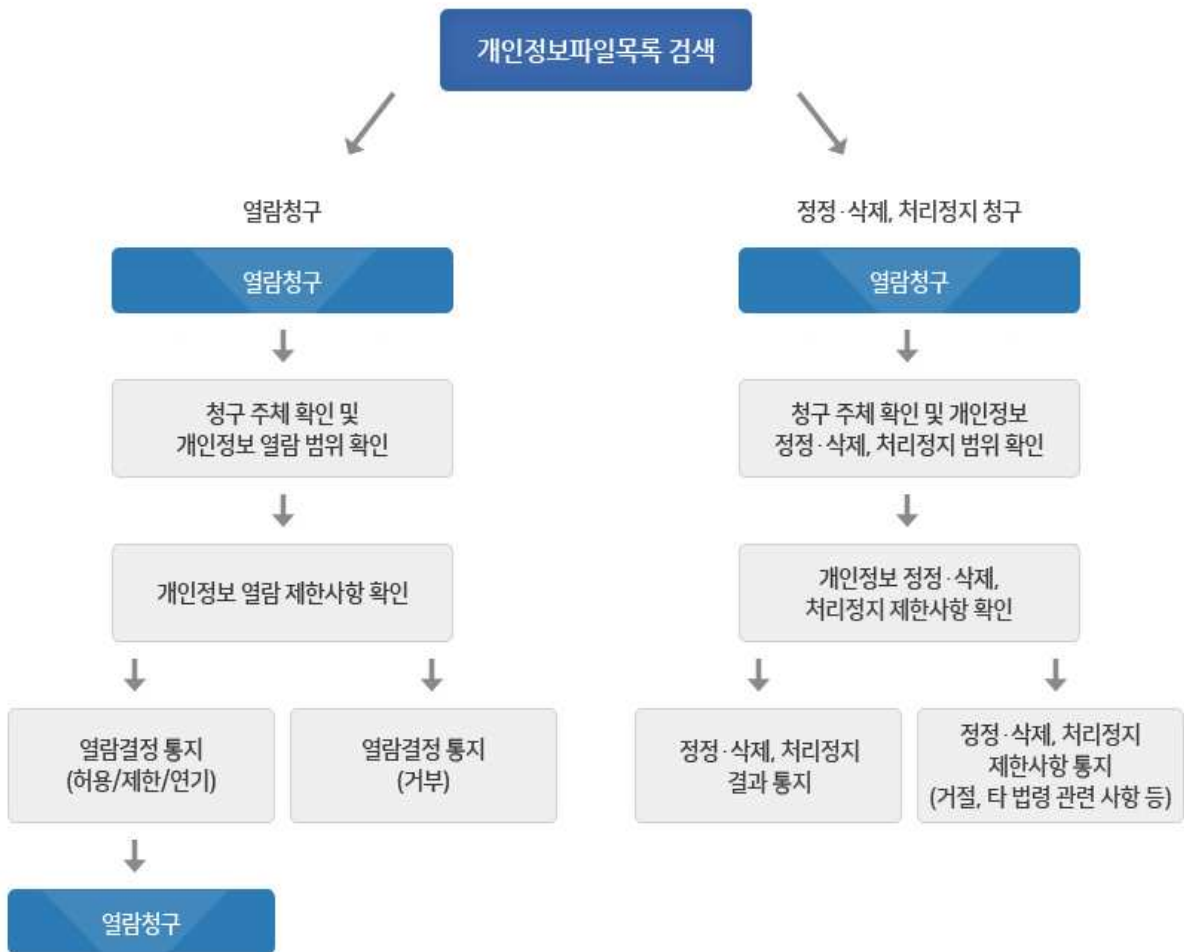 개인정보파일목록 검색
열람청구
열람청구
청구 주체 확인 및
개인정보 열람 범위 확인
개인정보 열람 제한사항 확인
열람결정 통지
(허용/제한/연기)
열람결정 통지
(거부)
열람청구
정정·삭제, 처리정지 청구
열람청구
청구 주체 확인 및 개인정보
정정·삭제, 처리정지 범위 확인
개인정보 정정·삭제,
처리정지 제한사항 확인
정정·삭제, 처리정지
결과 통지
정정·삭제, 처리정지
제한사항 통지
(거절, 타 법령 관련 사항 등)